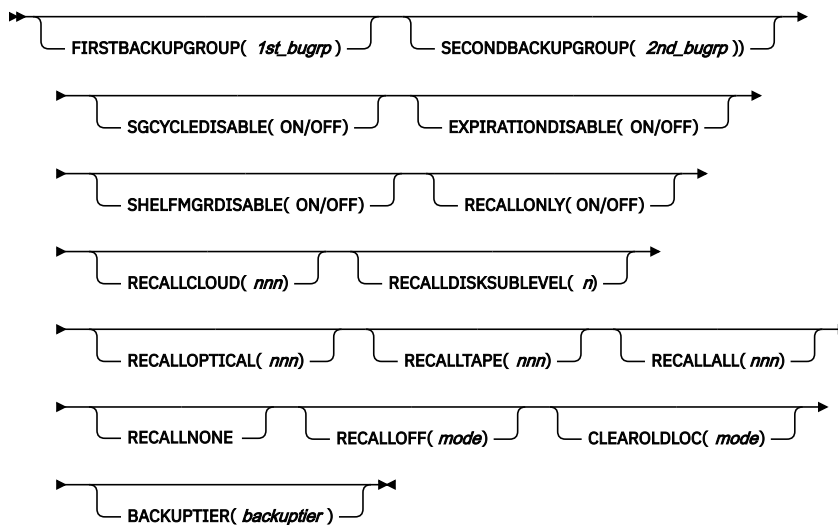 FIRSTBACKUPGROUP( 1st_bugrp ) SECONDBACKUPGROUP( 2nd_bugrp ))
SGCYCLEDISABLE( ON/OFF) EXPIRATIONDISABLE( ON/OFF)
SHELFMGRDISABLE( ON/OFF) RECALLONLY( ON/OFF)
RECALLCLOUD( nnn) RECALLDISKSUBLEVEL( n)
RECALLOPTICAL( nnn) RECALLTAPE( nnn) RECALLALL( nnn)
RECALLNONE RECALLOFF( mode) CLEAROLDLOC( mode)
BACKUPTIER( backuptier )